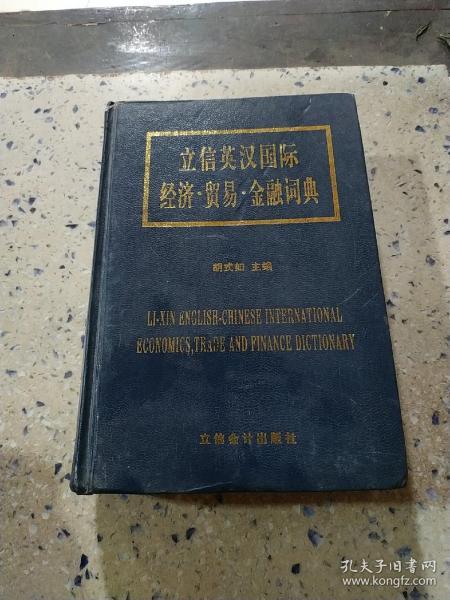 立信英汉国际
经济·贸易·金融词典
胡式如 主编
LI-XIN ENGLISH-CHINESE INTERNATIONAL
ECONOMICS,TRADE AND FINANCE DICTIONARY
立信会计出版社
孔夫子旧书网
www.kongfz.com